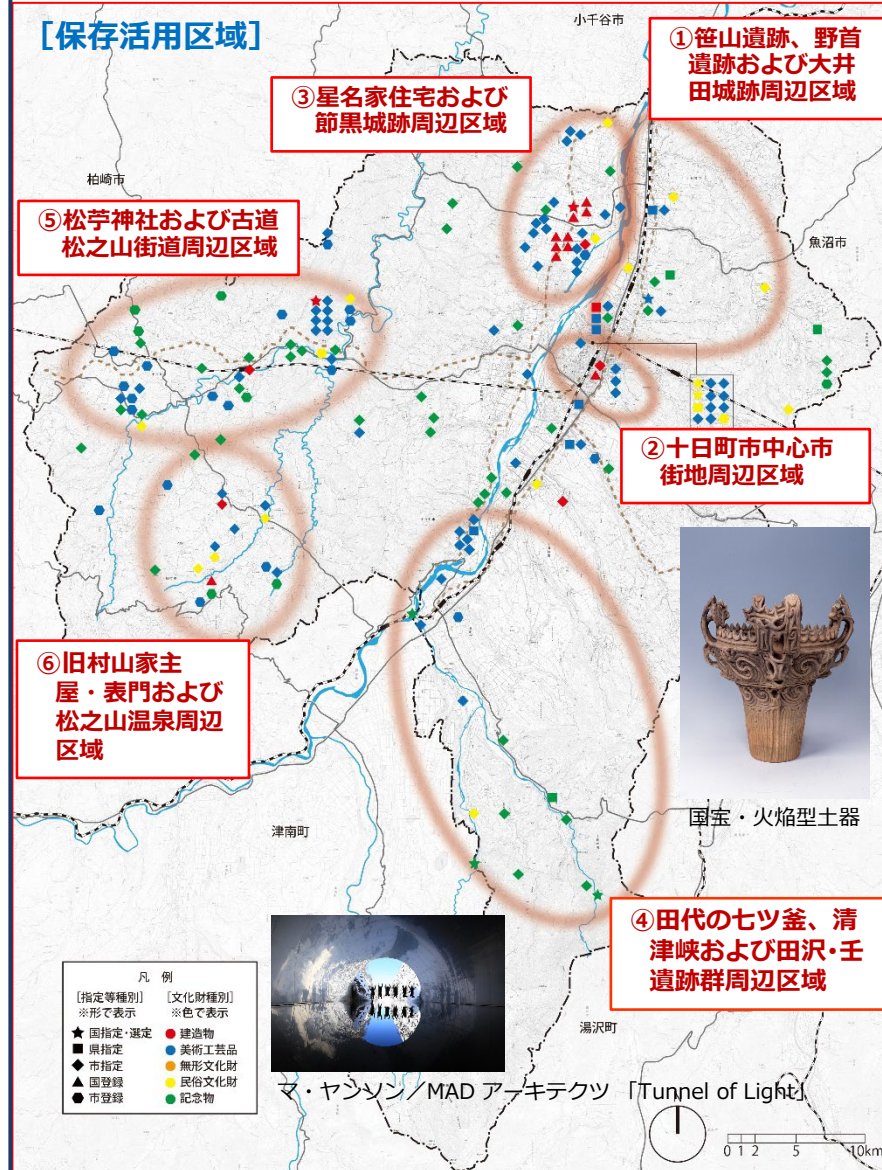 [保存活用区域]
小千谷市
①笹山遺跡、野首
遺跡および大井
田城跡周辺区域
③星名家住宅および
節黒城跡周辺区域
柏崎市
⑤松苧神社および古道
松之山街道周辺区域
魚沼市
②十日町市中心市
街地周辺区域
⑥旧村山家主
屋・表門および
松之山温泉周辺
区域
国宝・火焔型土器
津南町
④田代の七ツ釜、清
津峡および田沢・壬
遺跡群周辺区域
凡 例
[指定等種別]
※形で表示
[文化財種別]
※色で表示
国指定・選定
建造物
県指定
美術工芸品
市指定
無形文化財
国登録
民俗文化財
市登録
記念物
湯沢町
マ・ヤンソン/MAD アーキテクツ 「Tunnel of Light」
0 1 2 5 10km